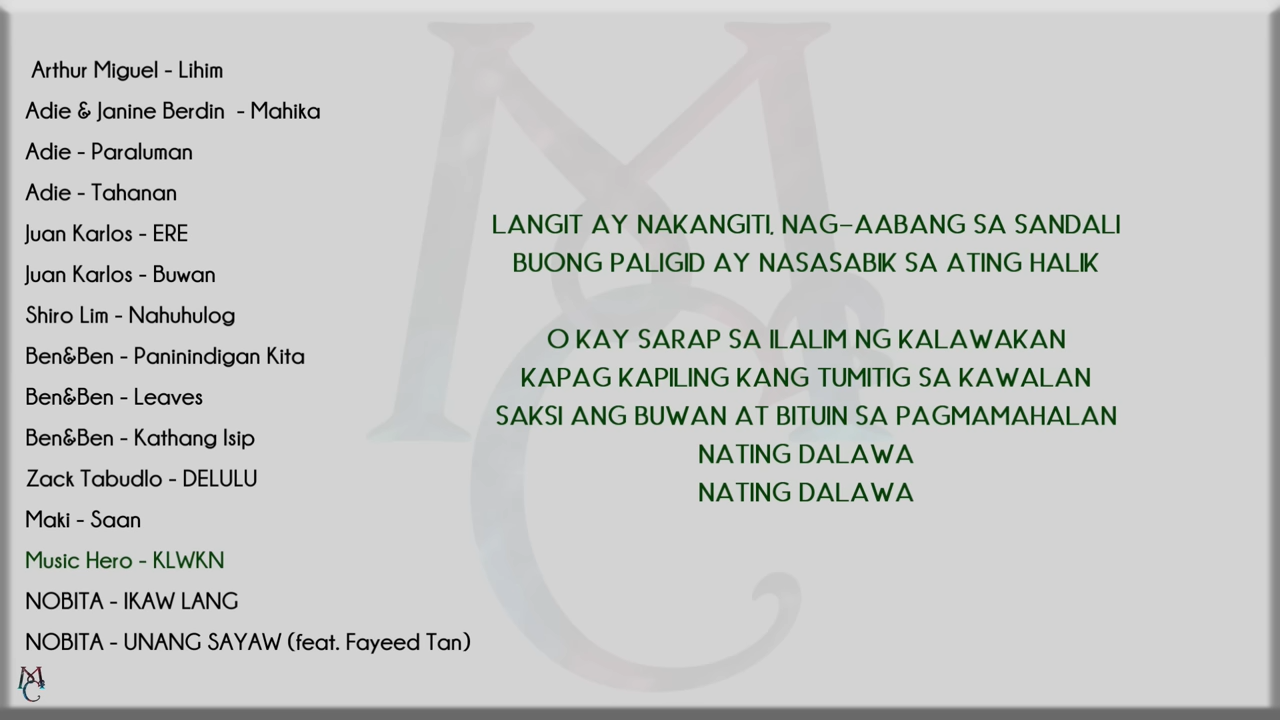 Arthur Miguel - Lihim
Adie & Janine Berdin - Mahika
Adie - Paraluman
Adie - Tahanan
Juan Karlos - ERE
Juan Karlos - Buwan
Shiro Lim - Nahuhulog
Ben&Ben - Paninindigan Kita
Ben&Ben - Leaves
Ben&Ben - Kathang Isip
Zack Tabudlo - DELULU
Maki - Saan
Music Hero - KLWKN
NOBITA - IKAW LANG
NOBITA - UNANG SAYAW (feat. Fayeed Tan)
LANGIT AY NAKANGITI, NAG-AABANG SA SANDALI
BUONG PALIGID AY NASASABIK SA ATING HALIK
O KAY SARAP SA ILALIM NG KALAWAKAN
KAPAG KAPILING KANG TUMITIG SA KAWALAN
SAKSI ANG BUWAN AT BITUIN SA PAGMAMAHALAN
NATING DALAWA
NATING DALAWA
MC